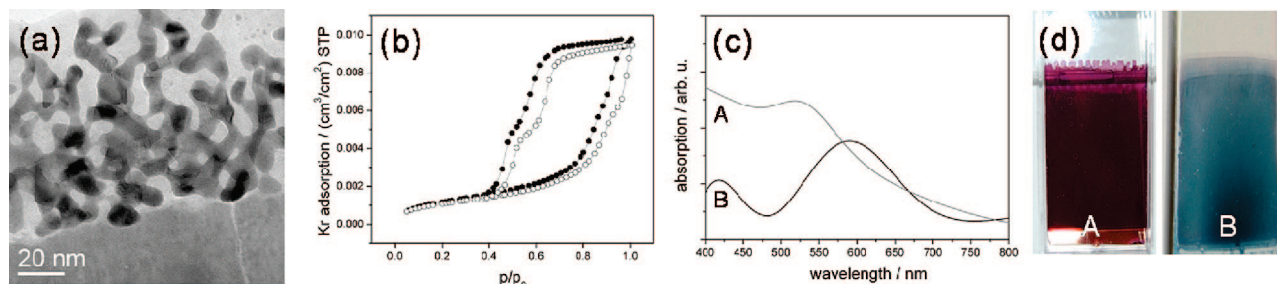 (a)
20 nm
(b)
Kr adsorption / (cm³/cm²) STP
0.010
0.008
0.006
0.004
0.002
0.000
0.0 0.2 0.4 0.6 0.8 1.0
(c)
absorption / arb. u.
A
B
400 450 500 550 600 650 700 750 800
wavelength / nm
(d)
A
B